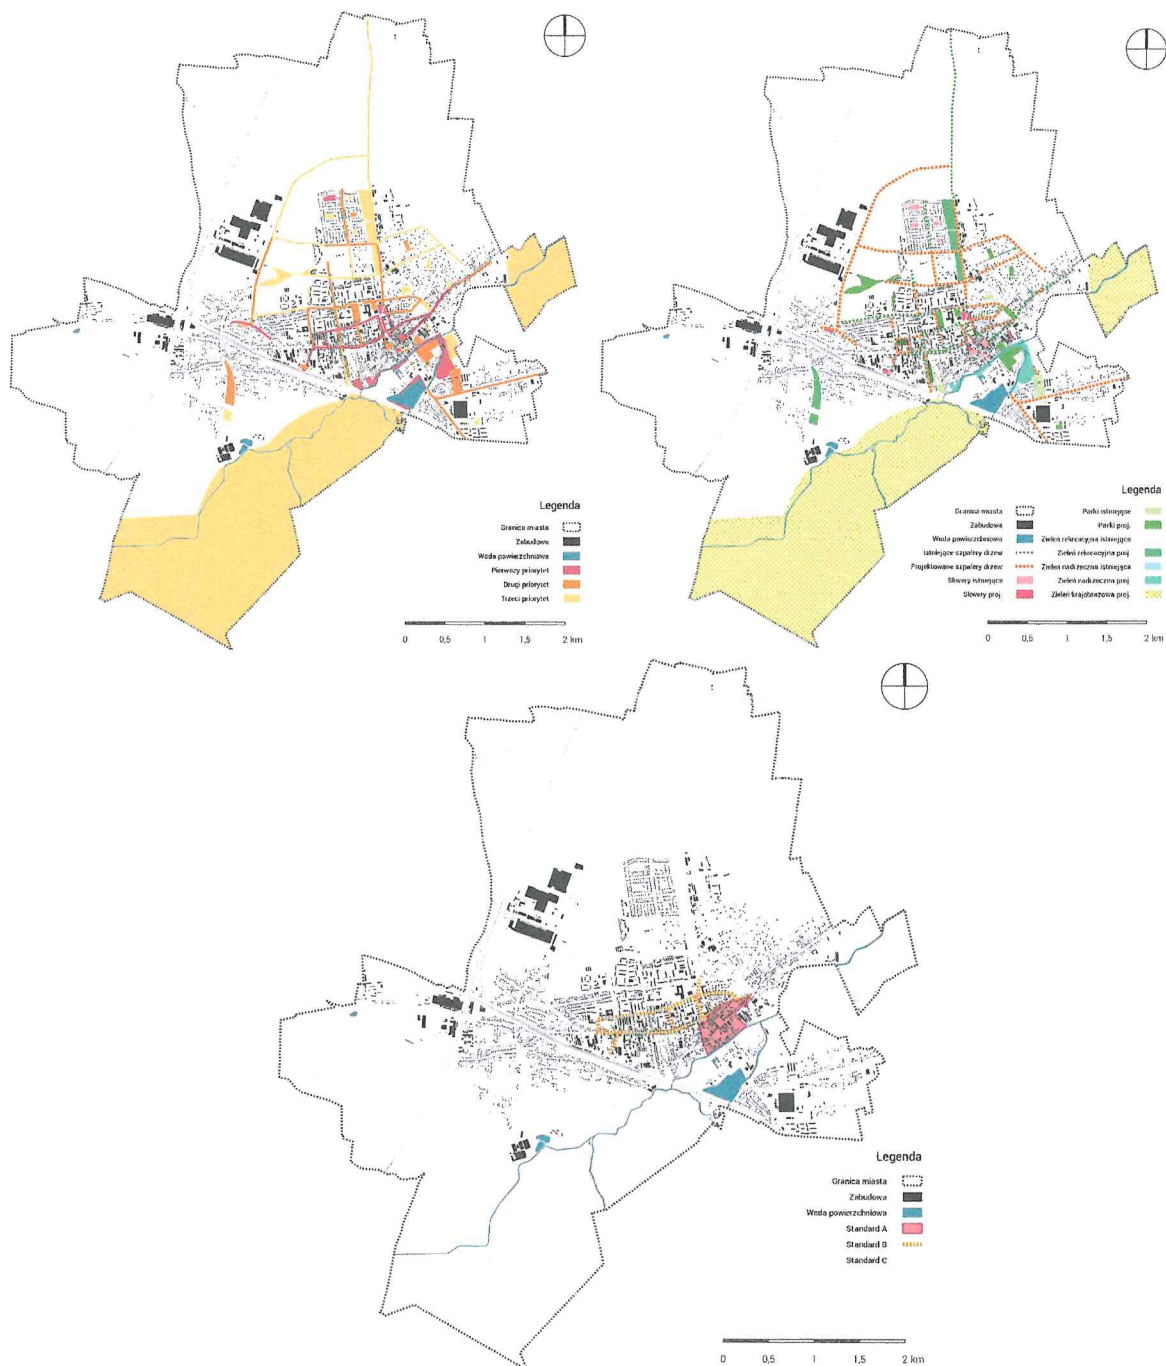 Legenda
Granica miasta
Zabudowa
Woda powierzchniowa
Pierwszy priorytet
Drugi priorytet
Trzeci priorytet
0 0,5 1 1,5 2 km
Legenda
Granica miasta
Zabudowa
Woda powierzchniowa
Istniejące szpalery drzew
Projektowane szpalery drzew
Skwery istniejące
Skwery proj.
Parki istniejące
Parki proj.
Zieleń rekreacyjna istniejąca
Zieleń rekreacyjna proj.
Zieleń nadrzeczna istniejąca
Zieleń nadrzeczna proj.
Zieleń krajobrazowa proj.
0 0,5 1 1,5 2 km
Legenda
Granica miasta
Zabudowa
Woda powierzchniowa
Standard A
Standard B
Standard C
0 0,5 1 1,5 2 km